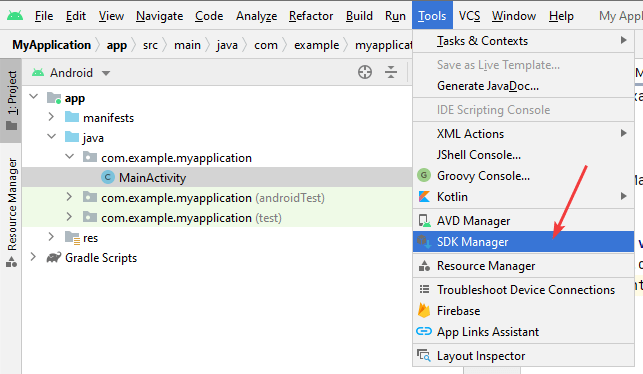 File Edit View Navigate Code Analyze Refactor Build Run Tools VCS Window Help My Appl
MyApplication app src main java com example myapplicat
1: Project
Resource Manager
Android
app
manifests
java
com.example.myapplication
MainActivity
com.example.myapplication (androidTest)
com.example.myapplication (test)
res
Gradle Scripts
Tasks & Contexts
Save as Live Template...
Generate JavaDoc...
IDE Scripting Console
XML Actions
JShell Console...
Groovy Console...
Kotlin
AVD Manager
SDK Manager
Resource Manager
Troubleshoot Device Connections
Firebase
App Links Assistant
Layout Inspector